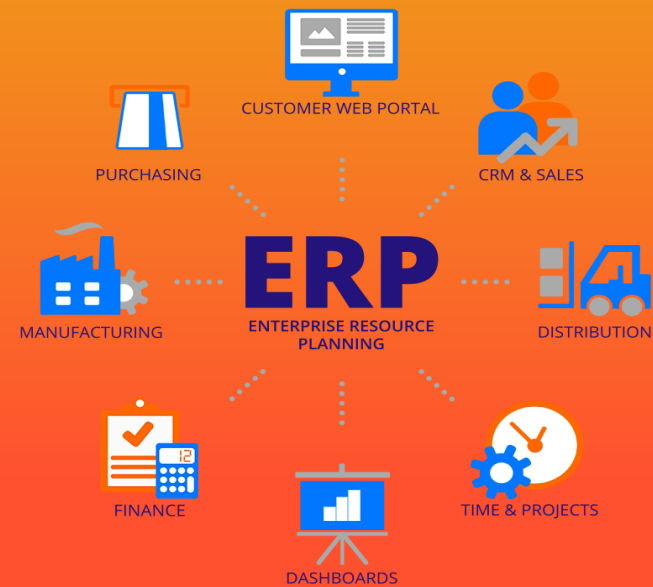 CUSTOMER WEB PORTAL
PURCHASING
CRM & SALES
ERP
ENTERPRISE RESOURCE
PLANNING
MANUFACTURING
DISTRIBUTION
12
FINANCE
TIME & PROJECTS
DASHBOARDS